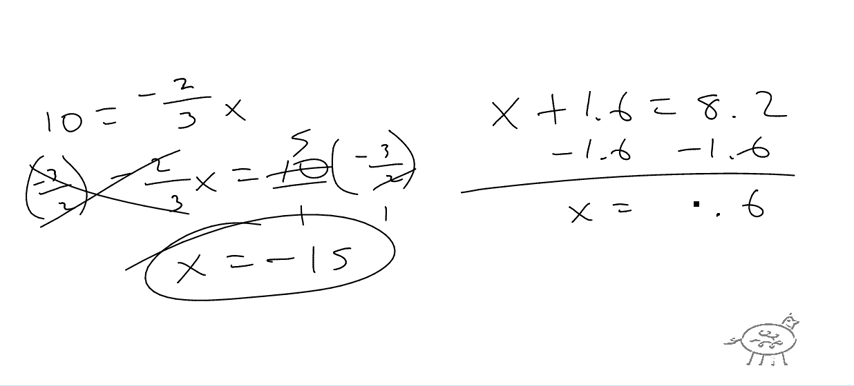 10 = -2/3 x
(-3/2) -2/3 x = 10 (-3/2)
5
1 1
x = -15
x + 1.6 = 8.2
-1.6 -1.6
x = .6